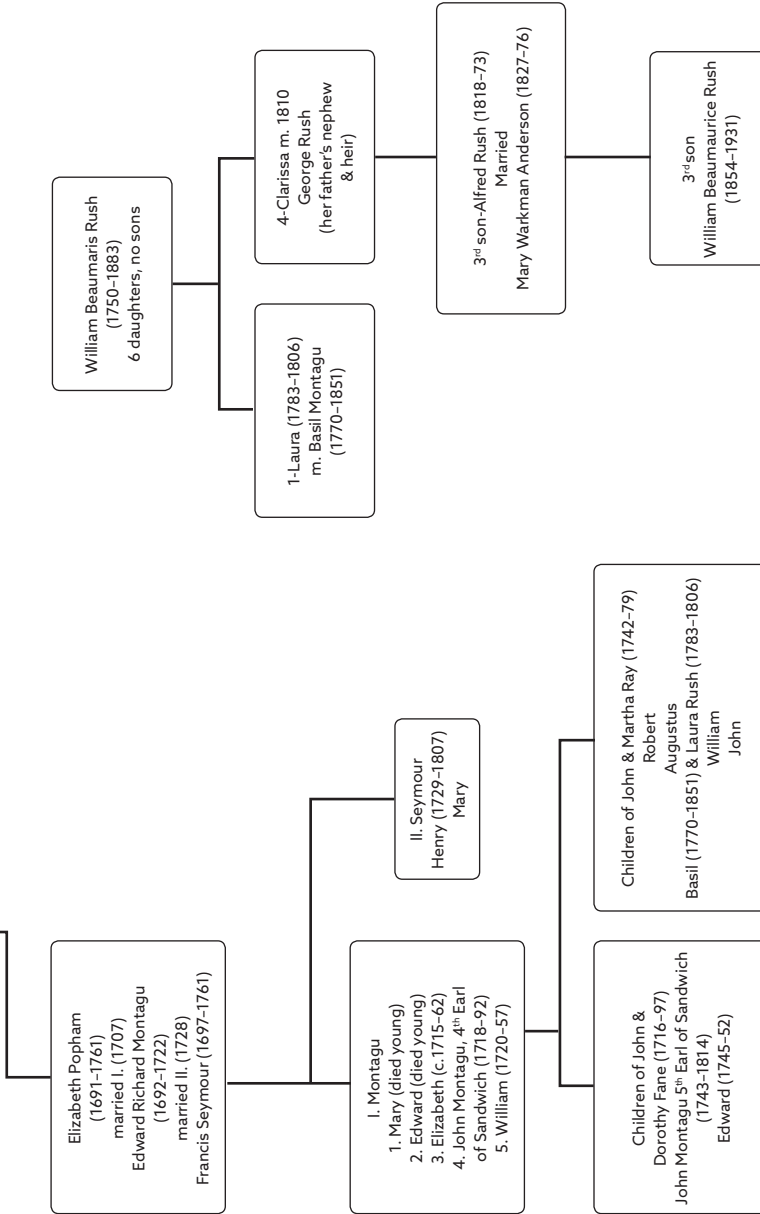 Elizabeth Popham
(1691–1761)
married I. (1707)
Edward Richard Montagu
(1692–1722)
married II. (1728)
Francis Seymour (1697–1761)
I. Montagu
1. Mary (died young)
2. Edward (died young)
3. Elizabeth (c.1715–62)
4. John Montagu, 4th Earl
of Sandwich (1718–92)
5. William (1720–57)
II. Seymour
Henry (1729–1807)
Mary
Children of John &
Dorothy Fane (1716–97)
John Montagu 5th Earl of Sandwich
(1743–1814)
Edward (1745–52)
Children of John & Martha Ray (1742–79)
Robert
Augustus
Basil (1770–1851) & Laura Rush (1783–1806)
William
John
William Beaumaris Rush
(1750–1883)
6 daughters, no sons
1-Laura (1783–1806)
m. Basil Montagu
(1770–1851)
4-Clarissa m. 1810
George Rush
(her father's nephew
& heir)
3rd son-Alfred Rush (1818–73)
Married
Mary Warkman Anderson (1827–76)
3rd son
William Beaumaurice Rush
(1854–1931)